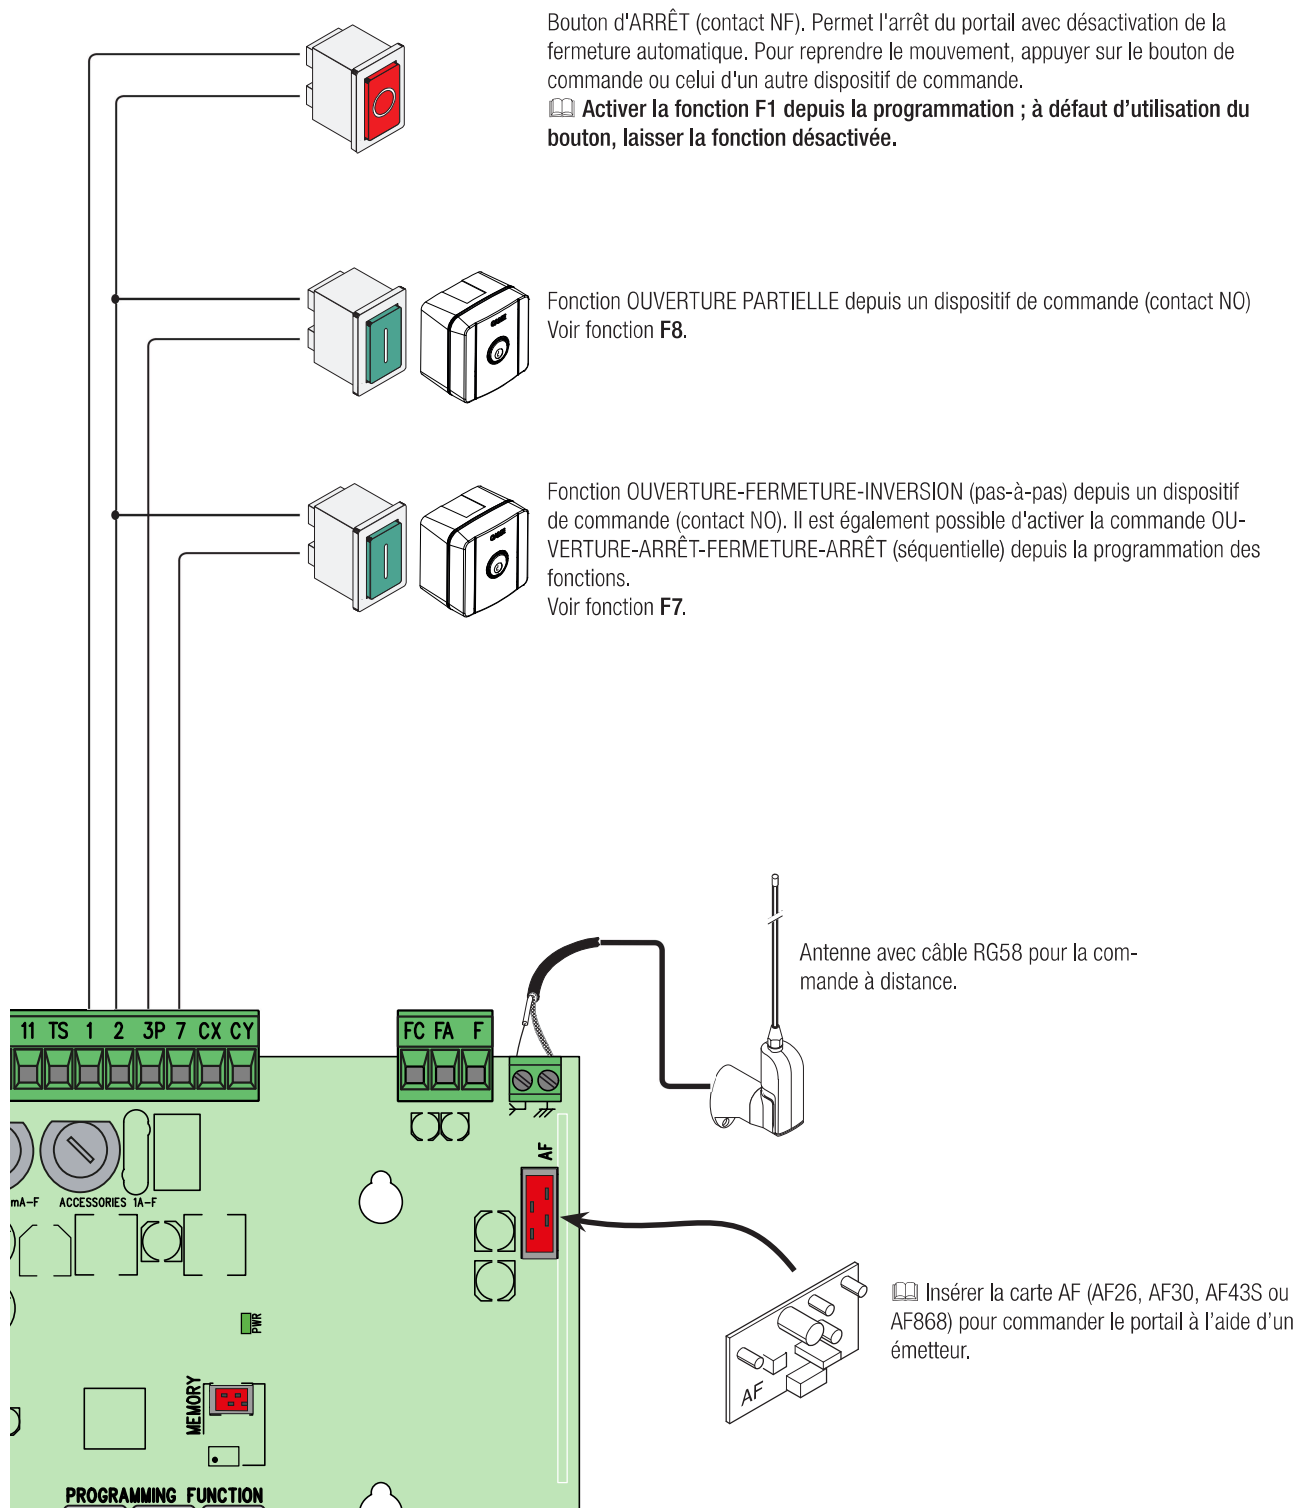 Bouton d'ARRÊT (contact NF). Permet l'arrêt du portail avec désactivation de la
fermeture automatique. Pour reprendre le mouvement, appuyer sur le bouton de
commande ou celui d'un autre dispositif de commande.
Activer la fonction F1 depuis la programmation ; à défaut d’utilisation du
bouton, laisser la fonction désactivée.
Fonction OUVERTURE PARTIELLE depuis un dispositif de commande (contact NO)
Voir fonction F8.
Fonction OUVERTURE-FERMETURE-INVERSION (pas-à-pas) depuis un dispositif
de commande (contact NO). Il est également possible d'activer la commande OU-
VERTURE-ARRÊT-FERMETURE-ARRÊT (séquentielle) depuis la programmation des
fonctions.
Voir fonction F7.
Antenne avec câble RG58 pour la com-
mande à distance.
11 TS 1 2 3P 7 CX CY
FC FA F
AF
mA-F ACCESSORIES 1A-F
Insérer la carte AF (AF26, AF30, AF43S ou
AF868) pour commander le portail à l’aide d’un
émetteur.
AF
PWR
MEMORY
PROGRAMMING FUNCTION